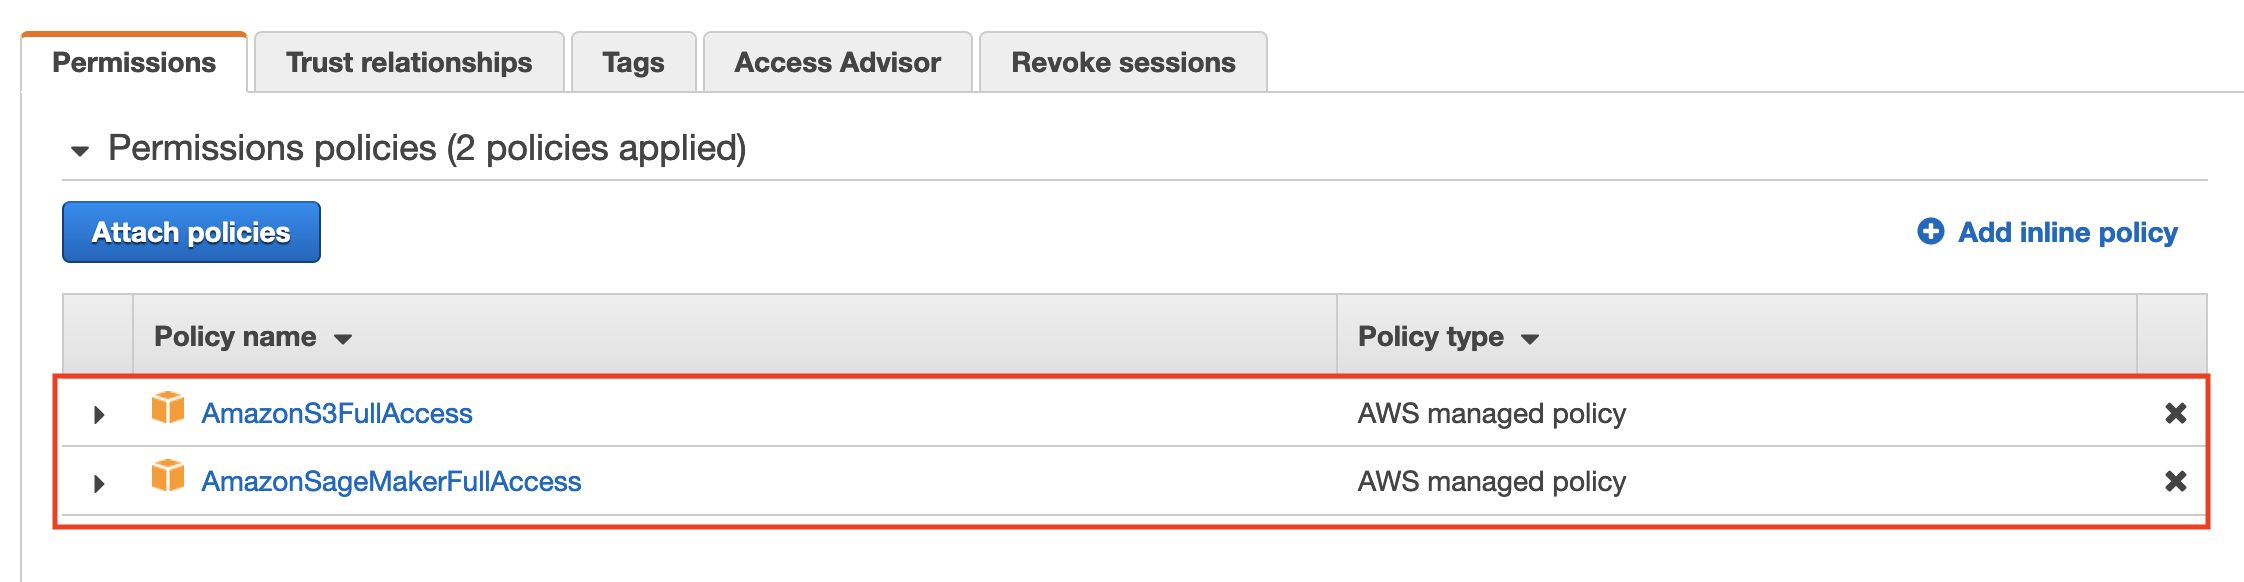 Permissions Trust relationships Tags Access Advisor Revoke sessions
Permissions policies (2 policies applied)
Attach policies Add inline policy
Policy name Policy type
AmazonS3FullAccess AWS managed policy
AmazonSageMakerFullAccess AWS managed policy